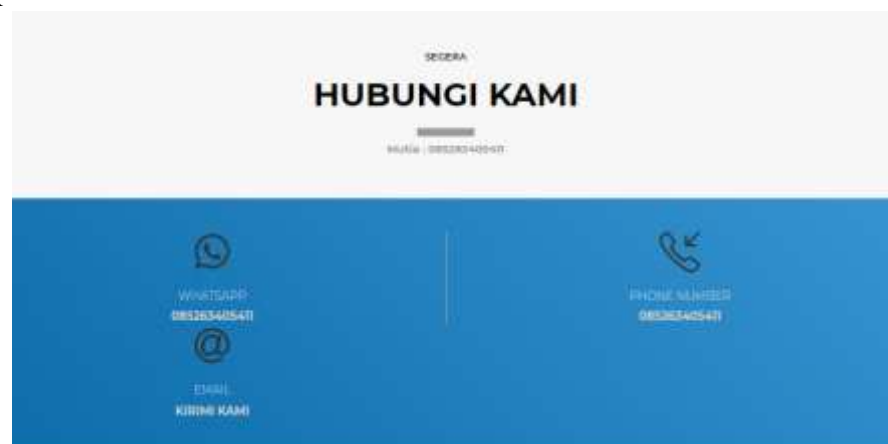 SEGERA
HUBUNGI KAMI
Mutia : 085263405411
WHATSAPP
085263405411
PHONE NUMBER
085263405411
EMAIL
KIRIMI KAMI